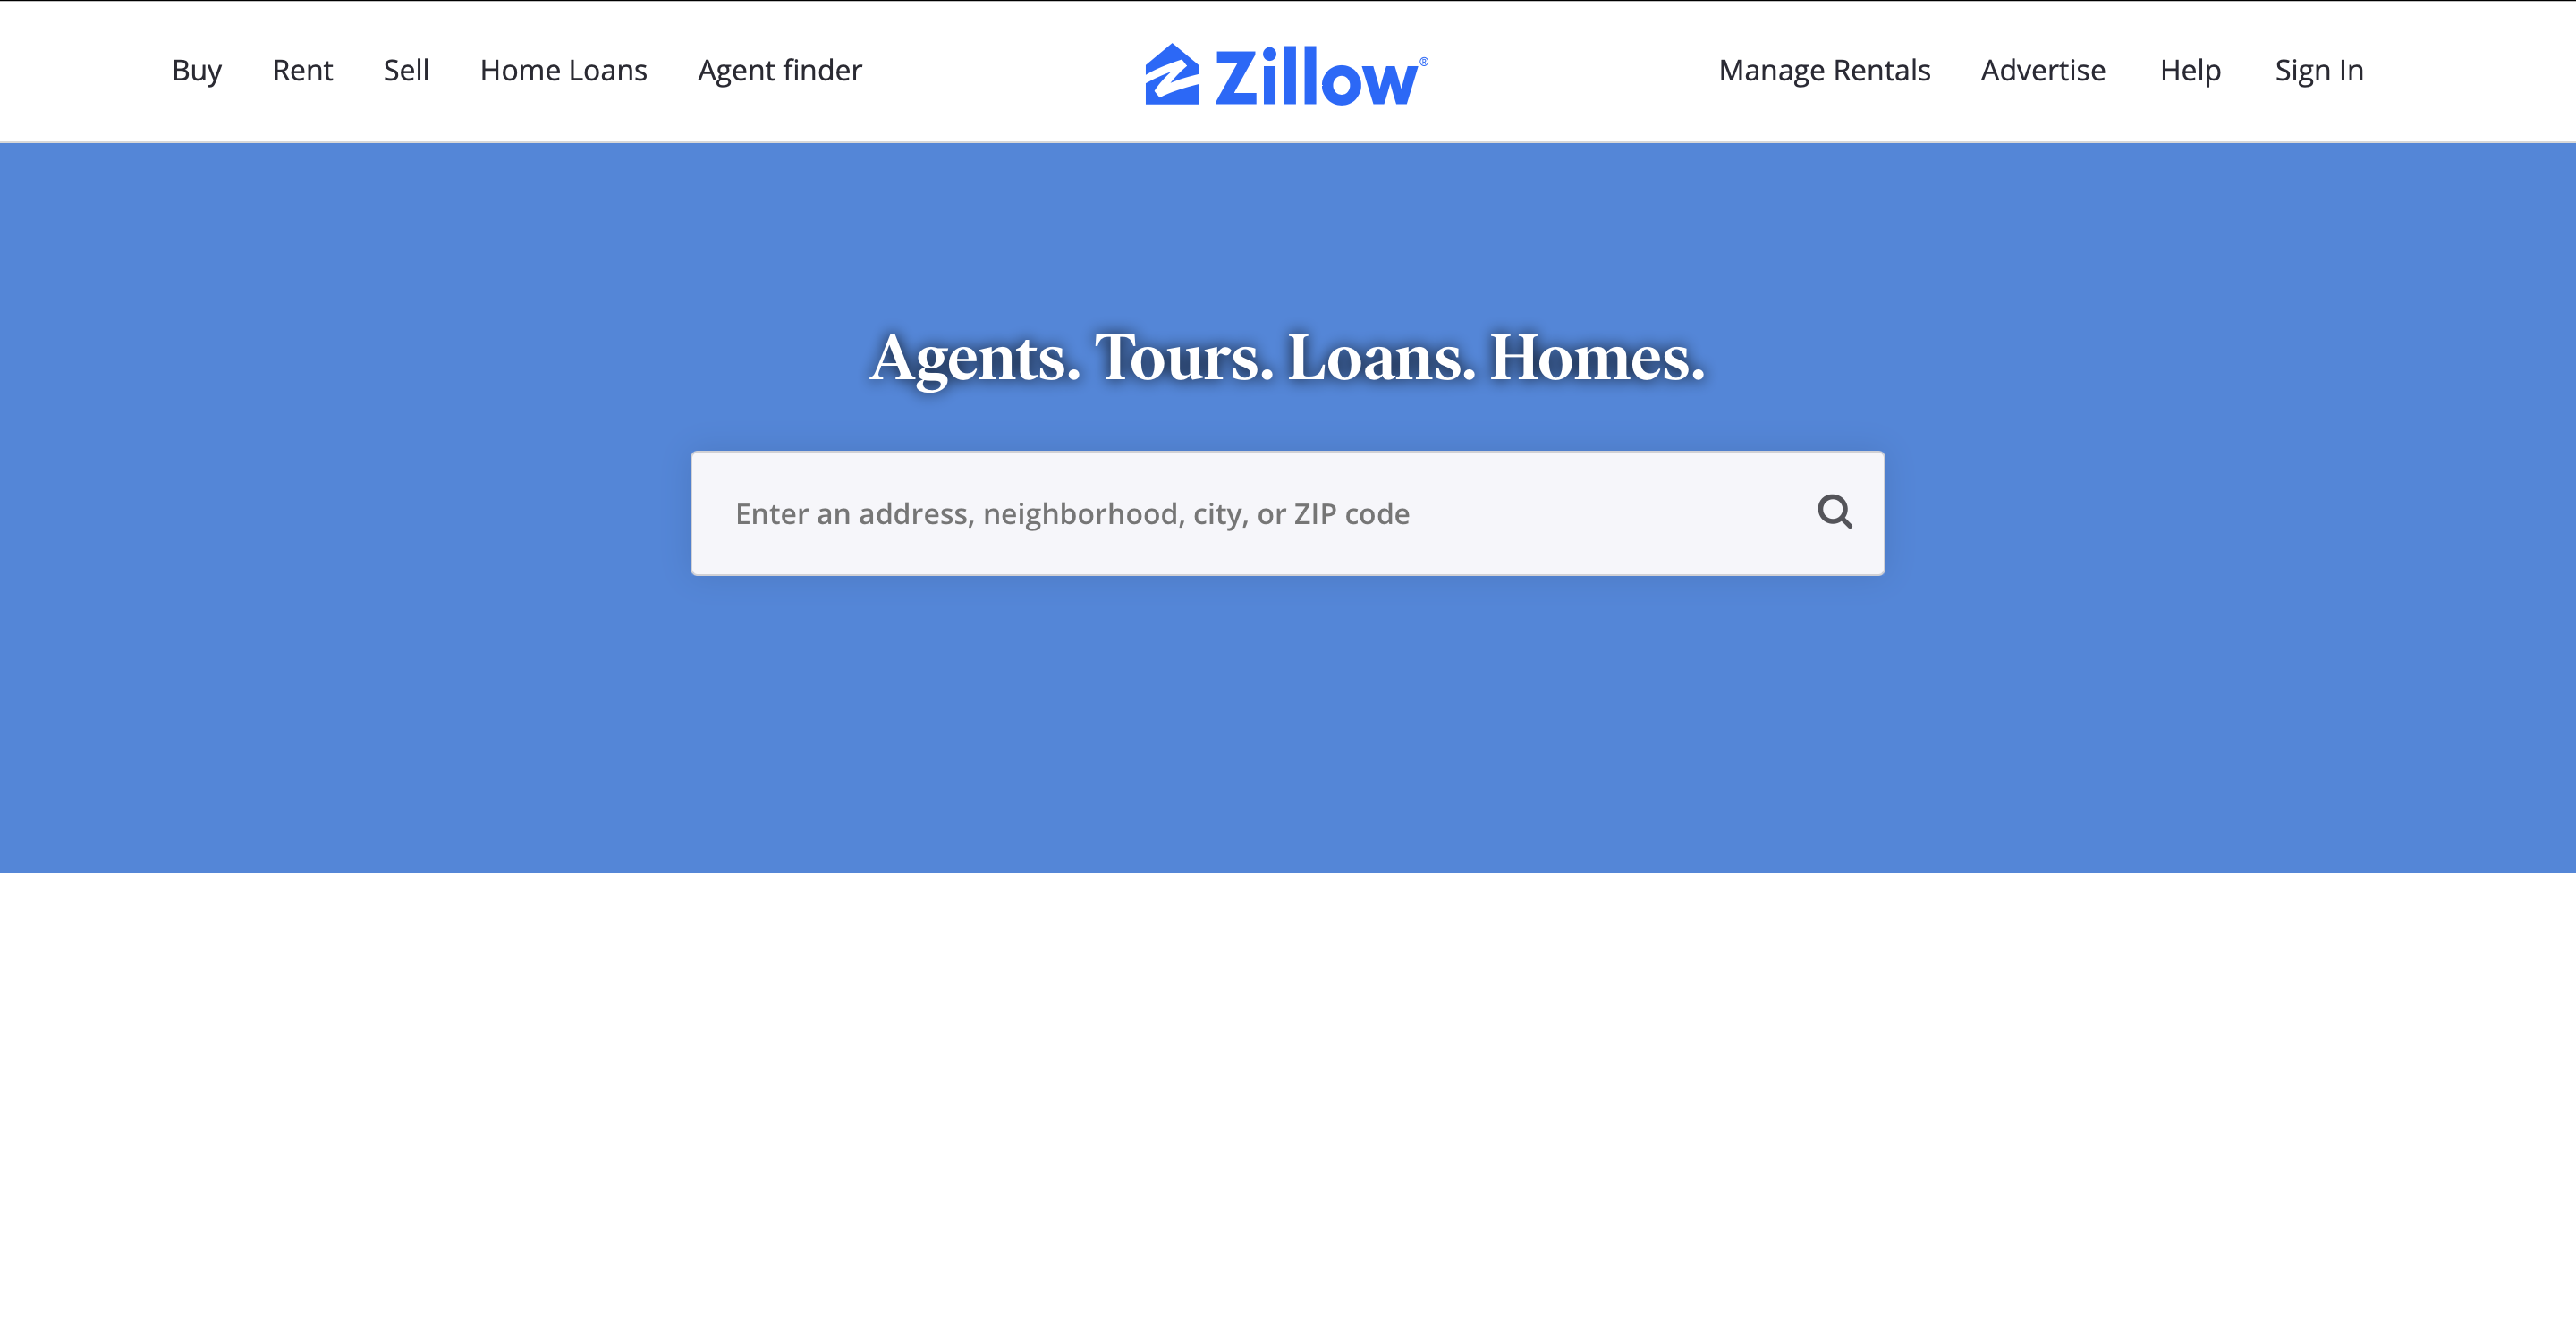 Buy Rent Sell Home Loans Agent finder Zillow® Manage Rentals Advertise Help Sign In
Agents. Tours. Loans. Homes.
Enter an address, neighborhood, city, or ZIP code